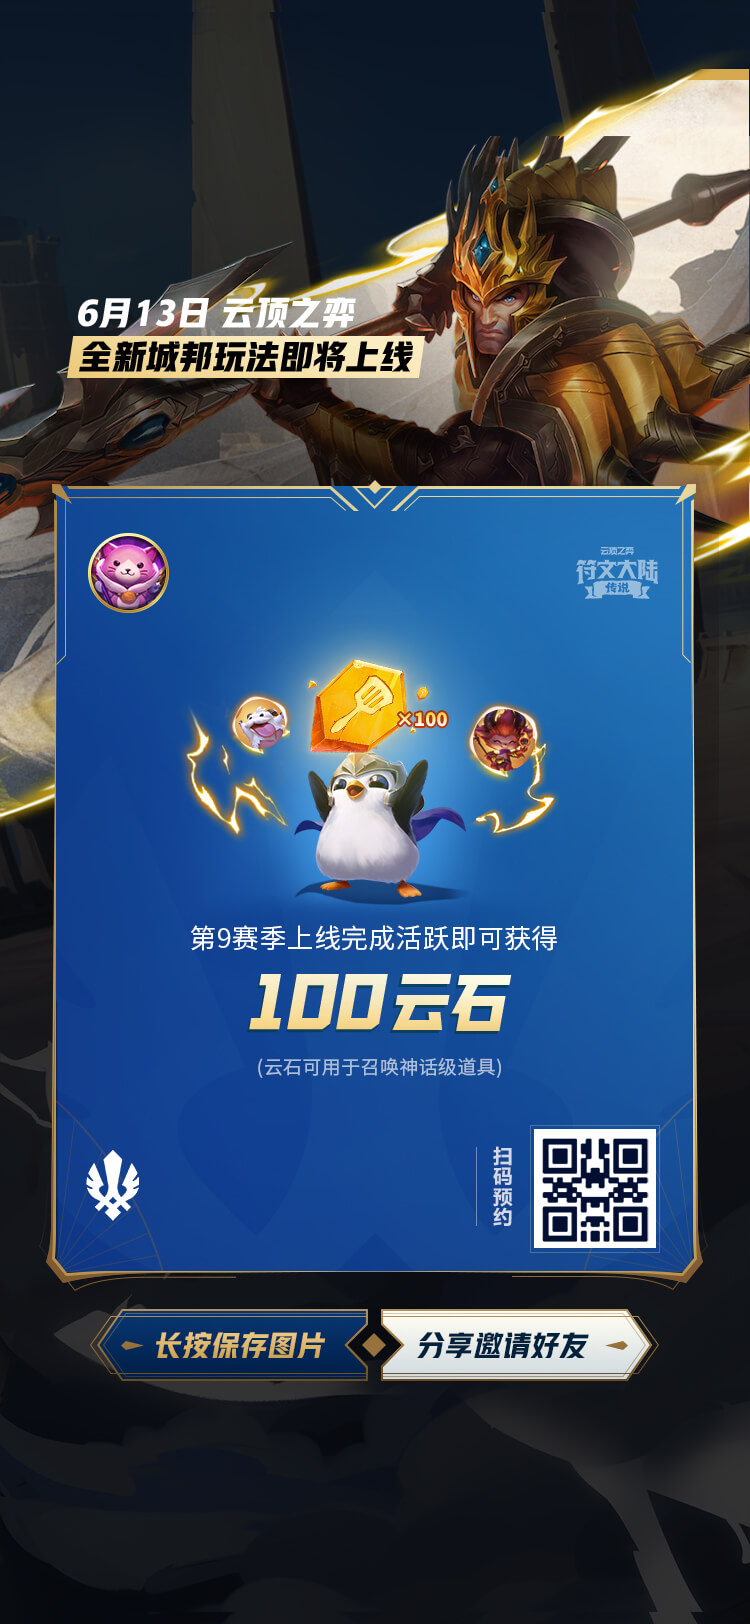 6月13日 云顶之弈
全新城邦玩法即将上线
云顶之弈
符文大陆
传说
×100
第9赛季上线完成活跃即可获得
100云石
(云石可用于召唤神话级道具)
扫码预约
长按保存图片
分享邀请好友